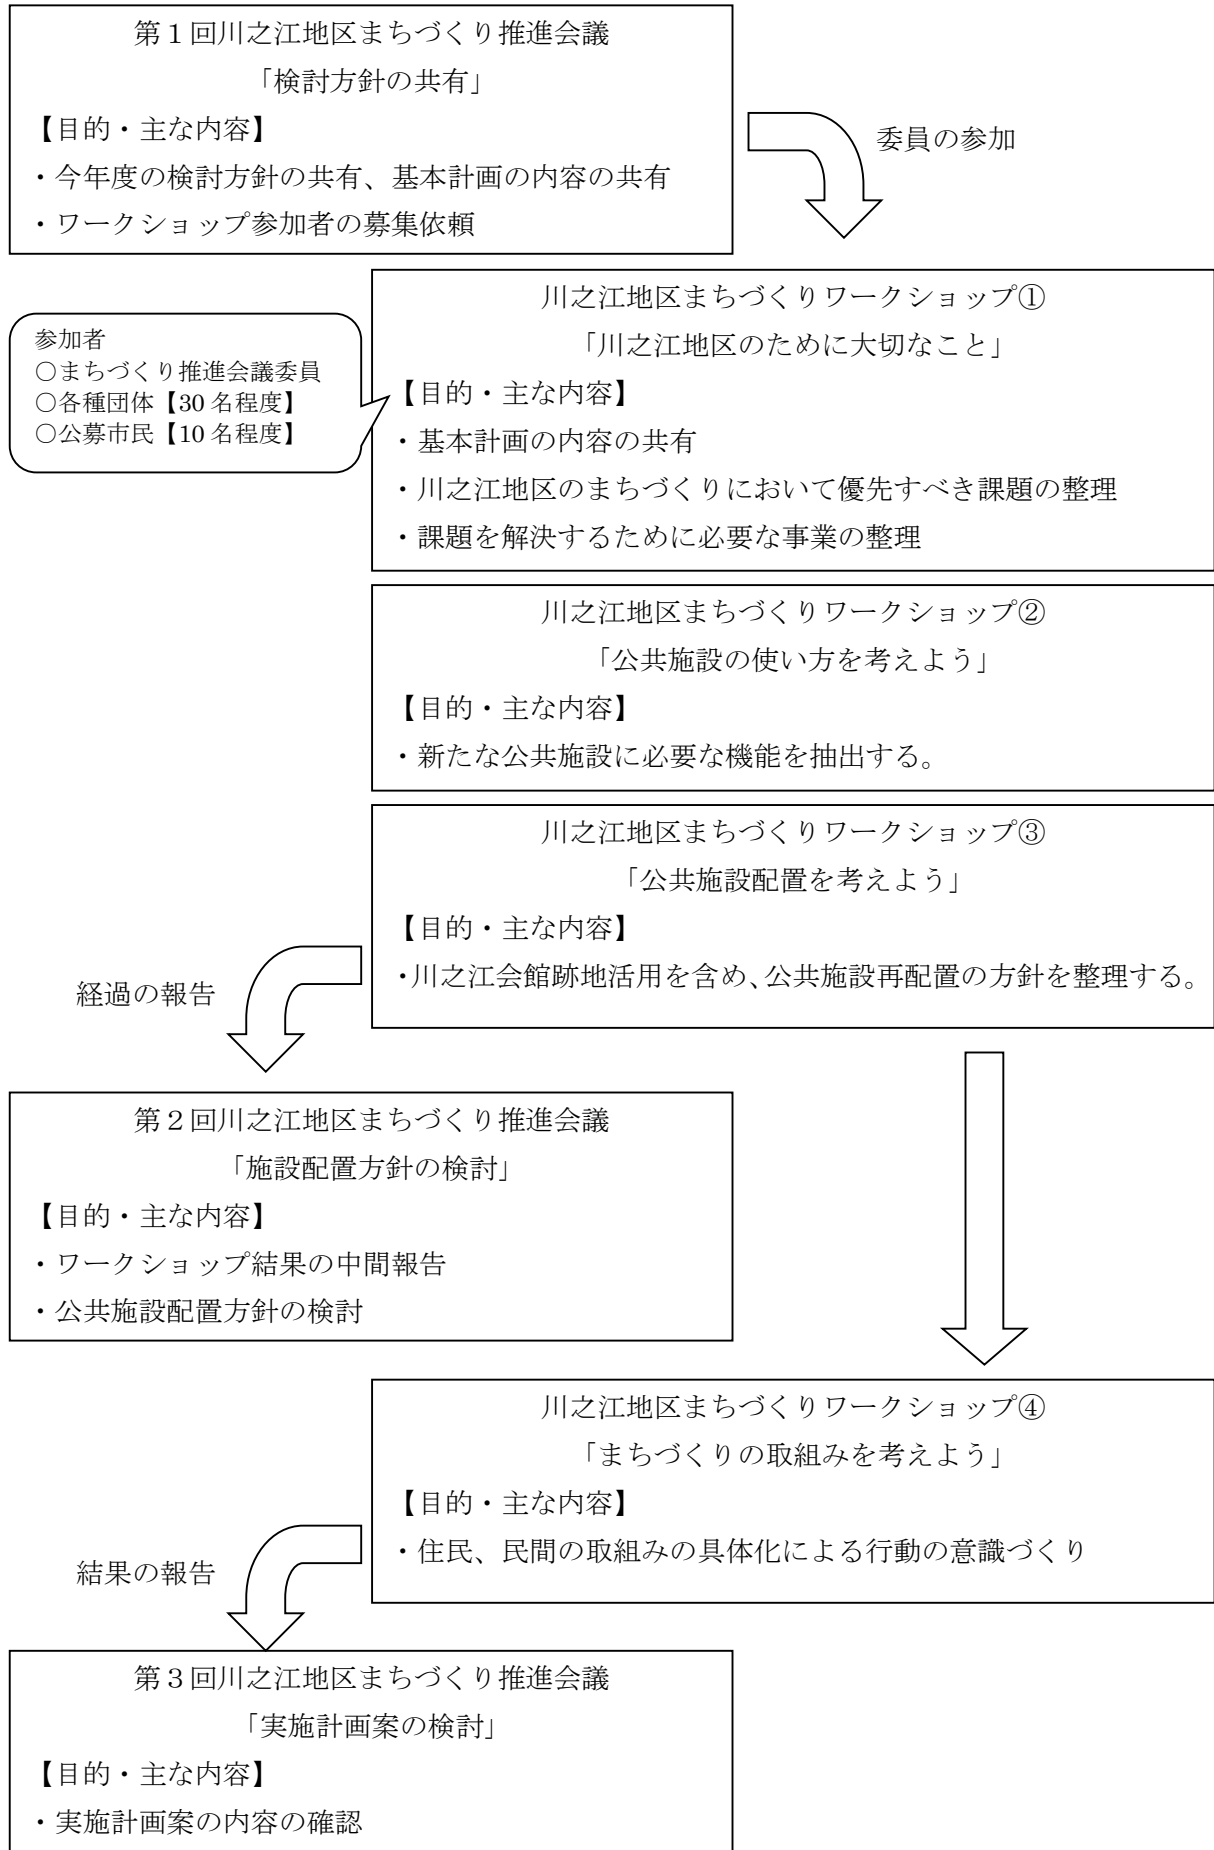 第１回川之江地区まちづくり推進会議
「検討方針の共有」
【目的・主な内容】
・今年度の検討方針の共有、基本計画の内容の共有
・ワークショップ参加者の募集依頼
委員の参加
川之江地区まちづくりワークショップ①
「川之江地区のために大切なこと」
【目的・主な内容】
・基本計画の内容の共有
・川之江地区のまちづくりにおいて優先すべき課題の整理
・課題を解決するために必要な事業の整理
参加者
○まちづくり推進会議委員
○各種団体【30 名程度】
○公募市民【10 名程度】
川之江地区まちづくりワークショップ②
「公共施設の使い方を考えよう」
【目的・主な内容】
・新たな公共施設に必要な機能を抽出する。
川之江地区まちづくりワークショップ③
「公共施設配置を考えよう」
【目的・主な内容】
・川之江会館跡地活用を含め、公共施設再配置の方針を整理する。
経過の報告
第２回川之江地区まちづくり推進会議
「施設配置方針の検討」
【目的・主な内容】
・ワークショップ結果の中間報告
・公共施設配置方針の検討
川之江地区まちづくりワークショップ④
「まちづくりの取組みを考えよう」
【目的・主な内容】
・住民、民間の取組みの具体化による行動の意識づくり
結果の報告
第３回川之江地区まちづくり推進会議
「実施計画案の検討」
【目的・主な内容】
・実施計画案の内容の確認